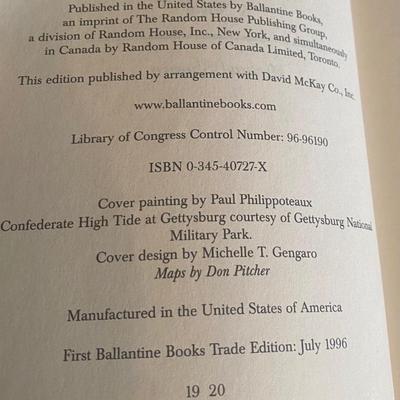 Published in the United States by Ballantine Books,
an imprint of The Random House Publishing Group,
a division of Random House, Inc., New York, and simultaneously
in Canada by Random House of Canada Limited, Toronto.
This edition published by arrangement with David McKay Co., Inc.
www.ballantinebooks.com
Library of Congress Control Number: 96-96190
ISBN 0-345-40727-X
Cover painting by Paul Philippoteaux
Confederate High Tide at Gettysburg courtesy of Gettysburg National
Military Park.
Cover design by Michelle T. Gengaro
Maps by Don Pitcher
Manufactured in the United States of America
First Ballantine Books Trade Edition: July 1996
19 20